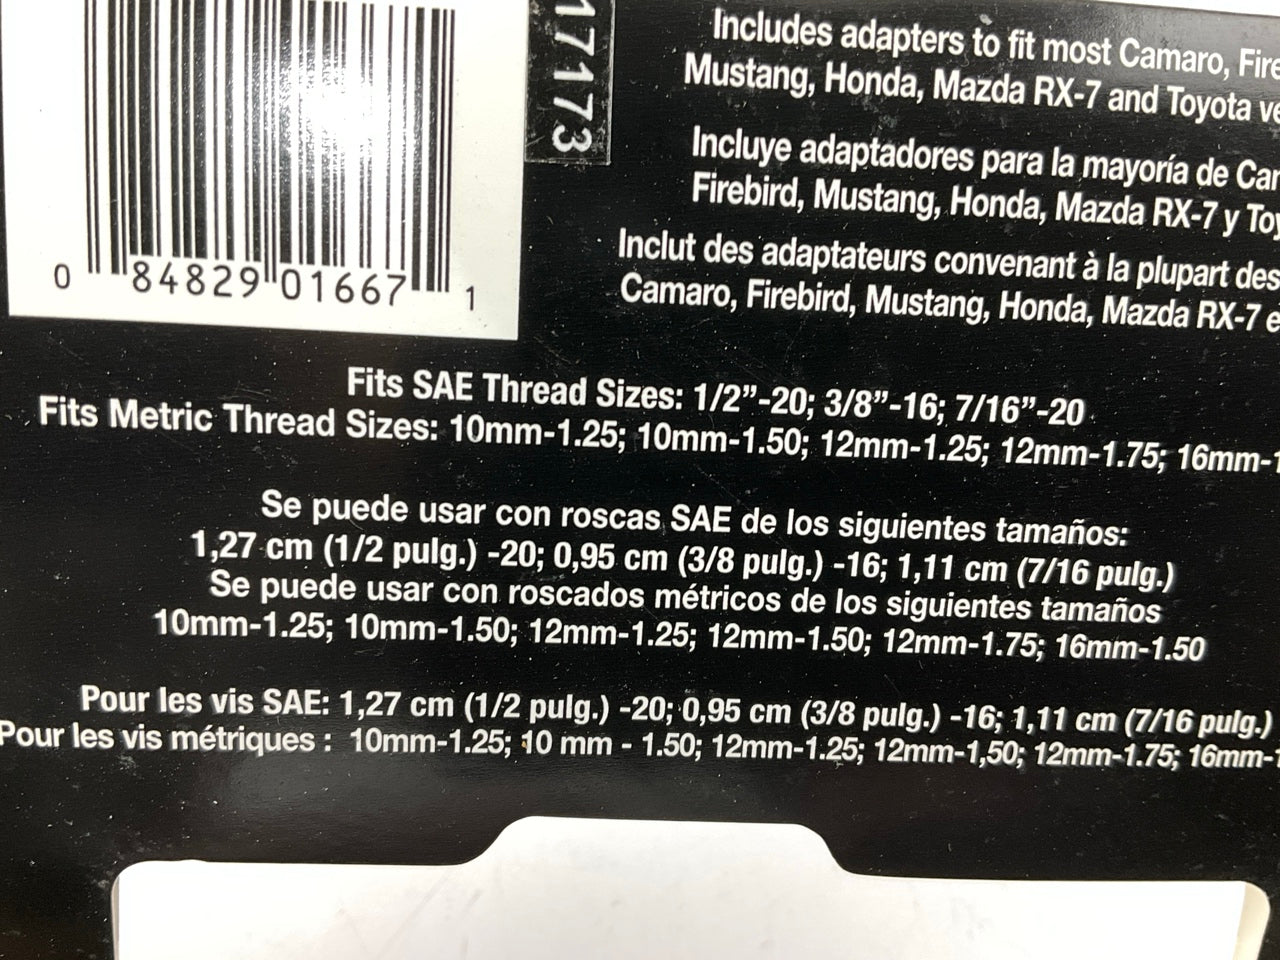 17173
0 84829 01667 1
Includes adapters to fit most Camaro, Fire
Mustang, Honda, Mazda RX-7 and Toyota ve
Incluye adaptadores para la mayoría de Car
Firebird, Mustang, Honda, Mazda RX-7 y Toy
Inclut des adaptateurs convenant à la plupart des
Camaro, Firebird, Mustang, Honda, Mazda RX-7 e
Fits SAE Thread Sizes: 1/2”-20; 3/8”-16; 7/16”-20
Fits Metric Thread Sizes: 10mm-1.25; 10mm-1.50; 12mm-1.25; 12mm-1.75; 16mm-1
Se puede usar con roscas SAE de los siguientes tamaños:
1,27 cm (1/2 pulg.) -20; 0,95 cm (3/8 pulg.) -16; 1,11 cm (7/16 pulg.)
Se puede usar con roscados métricos de los siguientes tamaños
10mm-1.25; 10mm-1.50; 12mm-1.25; 12mm-1.50; 12mm-1.75; 16mm-1.50
Pour les vis SAE: 1,27 cm (1/2 pulg.) -20; 0,95 cm (3/8 pulg.) -16; 1,11 cm (7/16 pulg.)
Pour les vis métriques : 10mm-1.25; 10 mm - 1.50; 12mm-1.25; 12mm-1,50; 12mm-1.75; 16mm-1